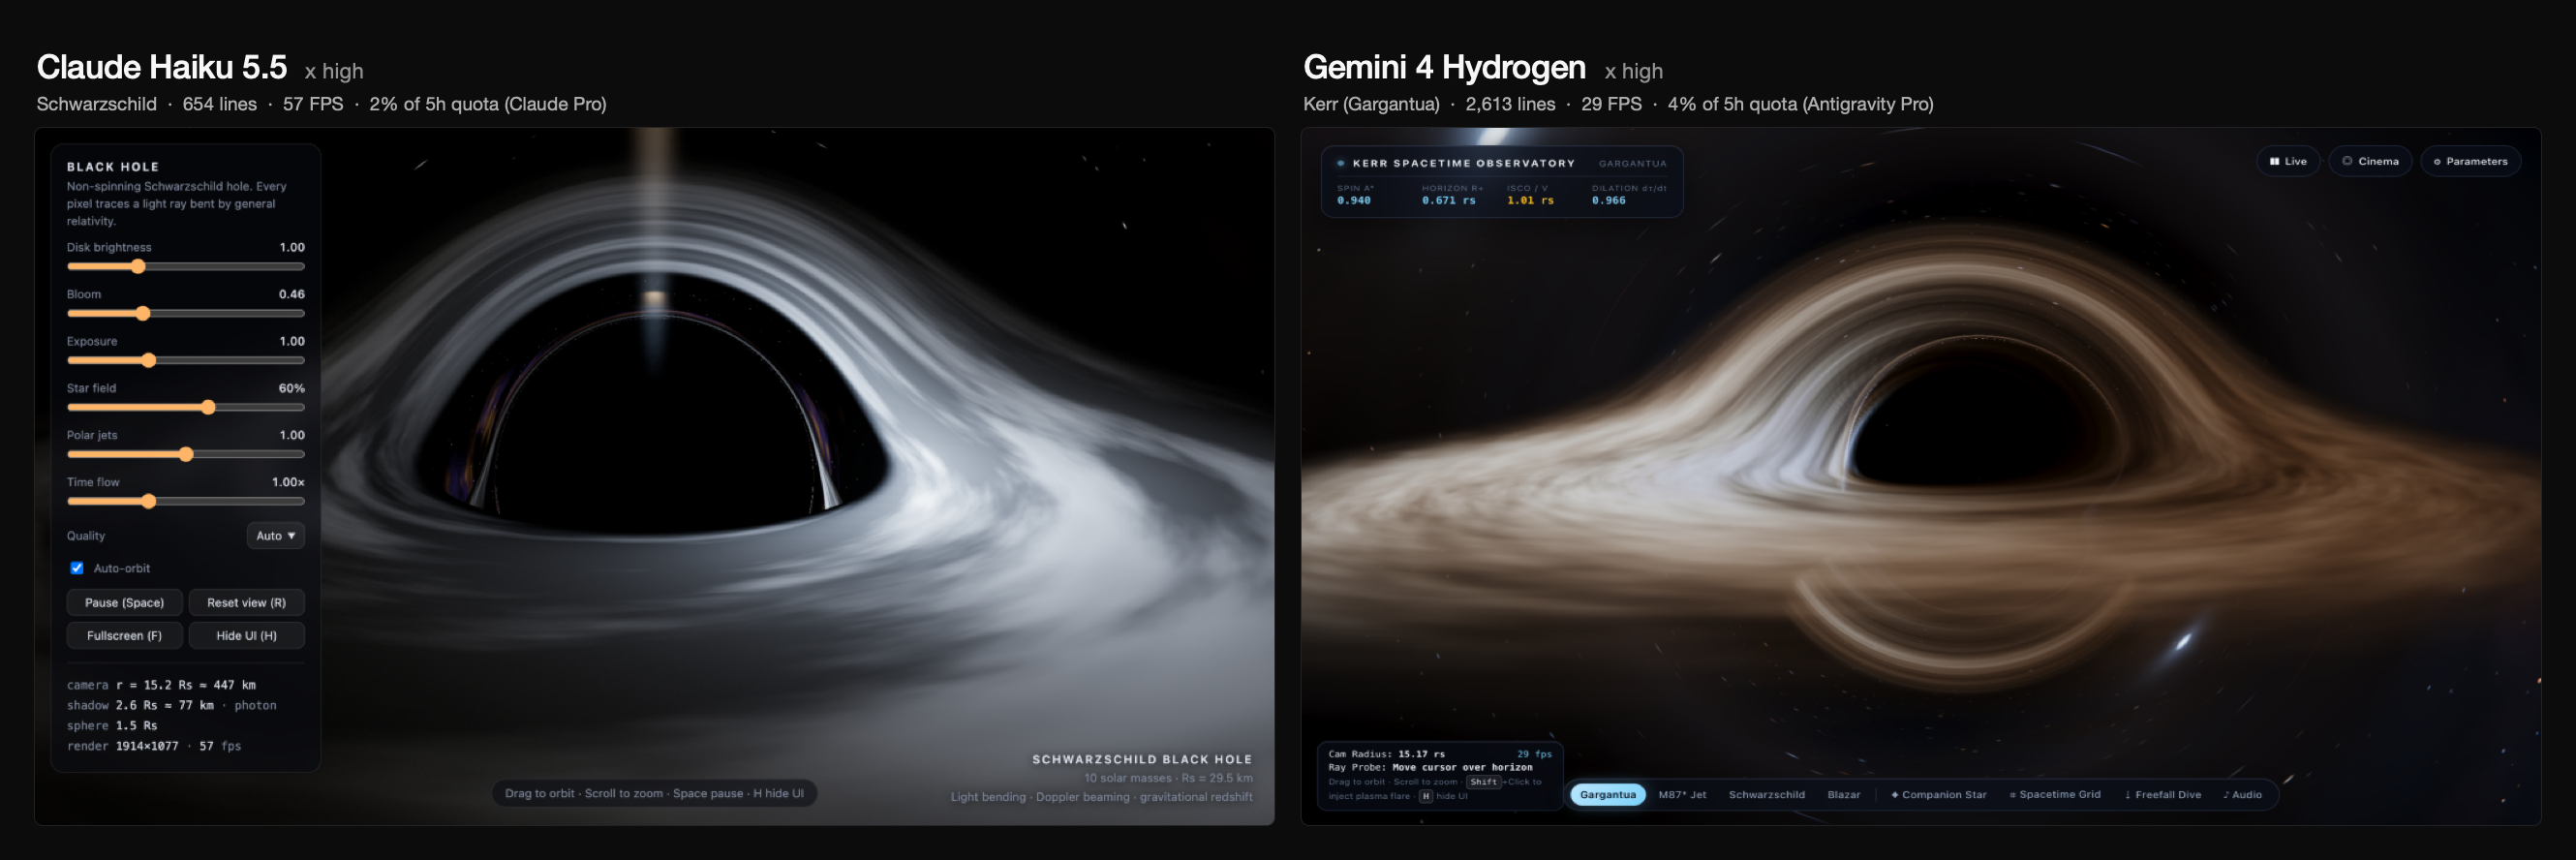 Claude Haiku 5.5 x high
Schwarzschild · 654 lines · 57 FPS · 2% of 5h quota (Claude Pro)
BLACK HOLE
Non-spinning Schwarzschild hole. Every
pixel traces a light ray bent by general
relativity.
Disk brightness 1.00
Bloom 0.46
Exposure 1.00
Star field 60%
Polar jets 1.00
Time flow 1.00×
Quality Auto ▼
Auto-orbit
Pause (Space) Reset view (R)
Fullscreen (F) Hide UI (H)
camera r = 15.2 Rs ≈ 447 km
shadow 2.6 Rs ≈ 77 km · photon
sphere 1.5 Rs
render 1914×1077 · 57 fps
Drag to orbit · Scroll to zoom · Space pause · H hide UI
SCHWARZSCHILD BLACK HOLE
10 solar masses · Rs ≈ 29.5 km
Light bending · Doppler beaming · gravitational redshift
Gemini 4 Hydrogen x high
Kerr (Gargantua) · 2,613 lines · 29 FPS · 4% of 5h quota (Antigravity Pro)
KERR SPACETIME OBSERVATORY GARGANTUA
SPIN A* HORIZON R+ ISCO / V DILATION dτ/dt
0.940 0.671 rs 1.01 rs 0.966
Live Cinema Parameters
Cam Radius: 15.17 rs 29 fps
Ray Probe: Move cursor over horizon
Drag to orbit · Scroll to zoom · Shift+Click to
inject plasma flare · H hide UI
Gargantua M87* Jet Schwarzschild Blazar Companion Star Spacetime Grid Freefall Dive Audio